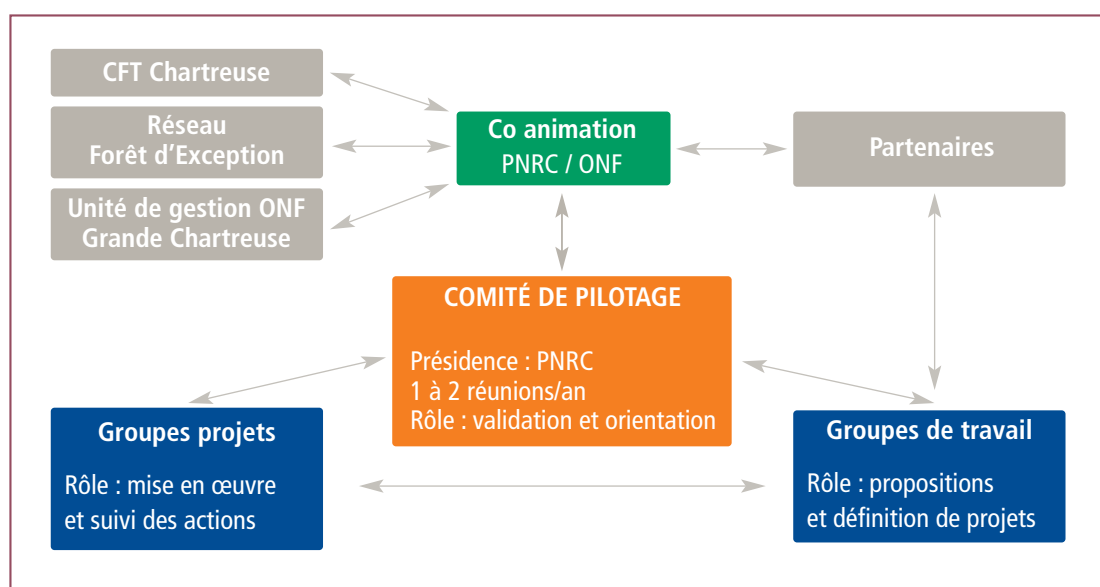 CFT Chartreuse
Réseau
Forêt d'Exception
Unité de gestion ONF
Grande Chartreuse
Co animation
PNRC / ONF
Partenaires
COMITÉ DE PILOTAGE
Présidence : PNRC
1 à 2 réunions/an
Rôle : validation et orientation
Groupes projets
Rôle : mise en œuvre
et suivi des actions
Groupes de travail
Rôle : propositions
et définition de projets